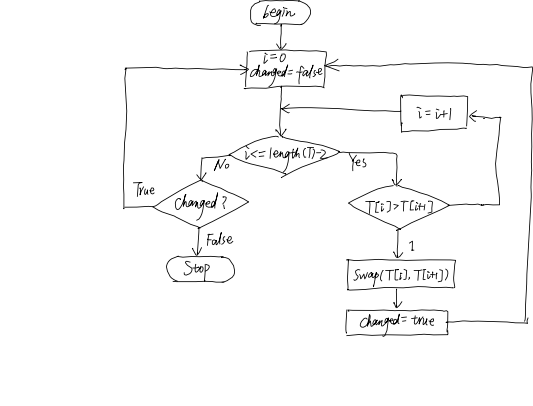 begin
i=0
changed=false
i=i+1
i<=length(T)-2
No
Yes
True
changed?
T[i]>T[i+1]
False
1
Stop
Swap(T[i],T[i+1])
changed=true